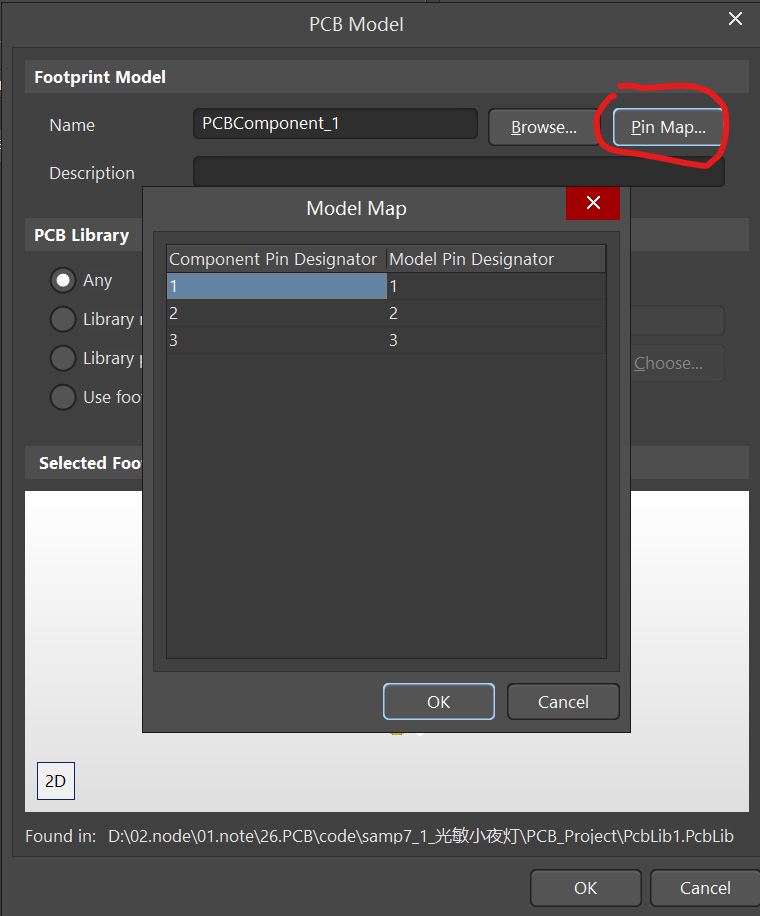 PCB Model
Footprint Model
Name PCBComponent_1 Browse... Pin Map...
Description
Model Map
PCB Library
Component Pin Designator Model Pin Designator
Any
1 1
2 2
Library
3 3
Library
Choose...
Use
Selected
OK Cancel
2D
Found in: D:\02.node\01.note\26.PCB\code\samp7_1_光敏小夜灯\PCB_Project\PcbLib1.PcbLib
OK Cancel